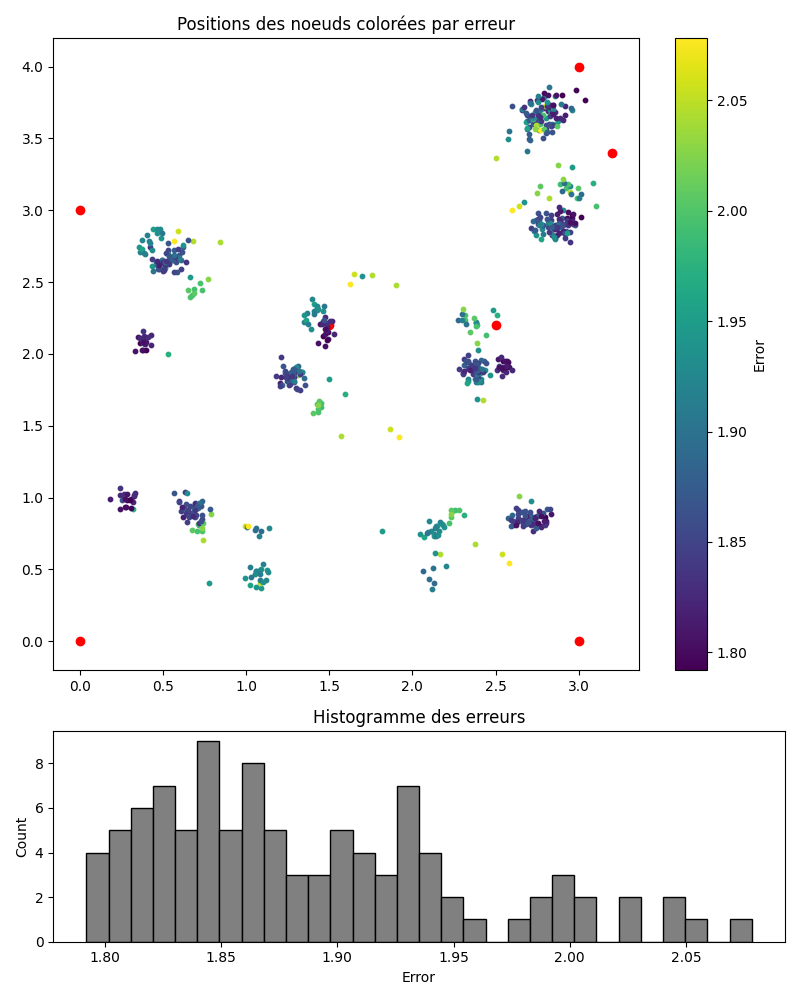 Positions des noeuds colorées par erreur
4.0
3.5
3.0
2.5
2.0
1.5
1.0
0.5
0.0
0.0 0.5 1.0 1.5 2.0 2.5 3.0
2.05
2.00
1.95
1.90
1.85
1.80
Error
Histogramme des erreurs
8
6
4
2
0
Count
1.80 1.85 1.90 1.95 2.00 2.05
Error